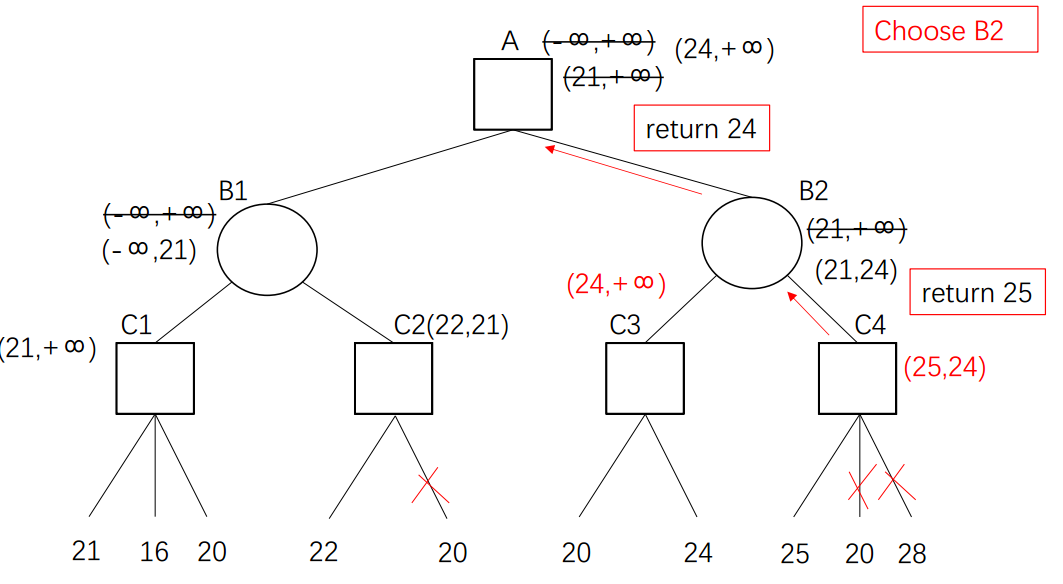 Choose B2
A (-∞,+∞) (24,+∞)
(21,+∞)
return 24
B1
(-∞,+∞)
(-∞,21)
B2
(21,+∞)
(21,24)
(24,+∞)
return 25
C1
(21,+∞)
C2(22,21)
C3
C4
(25,24)
21 16 20 22 20 20 24 25 20 28